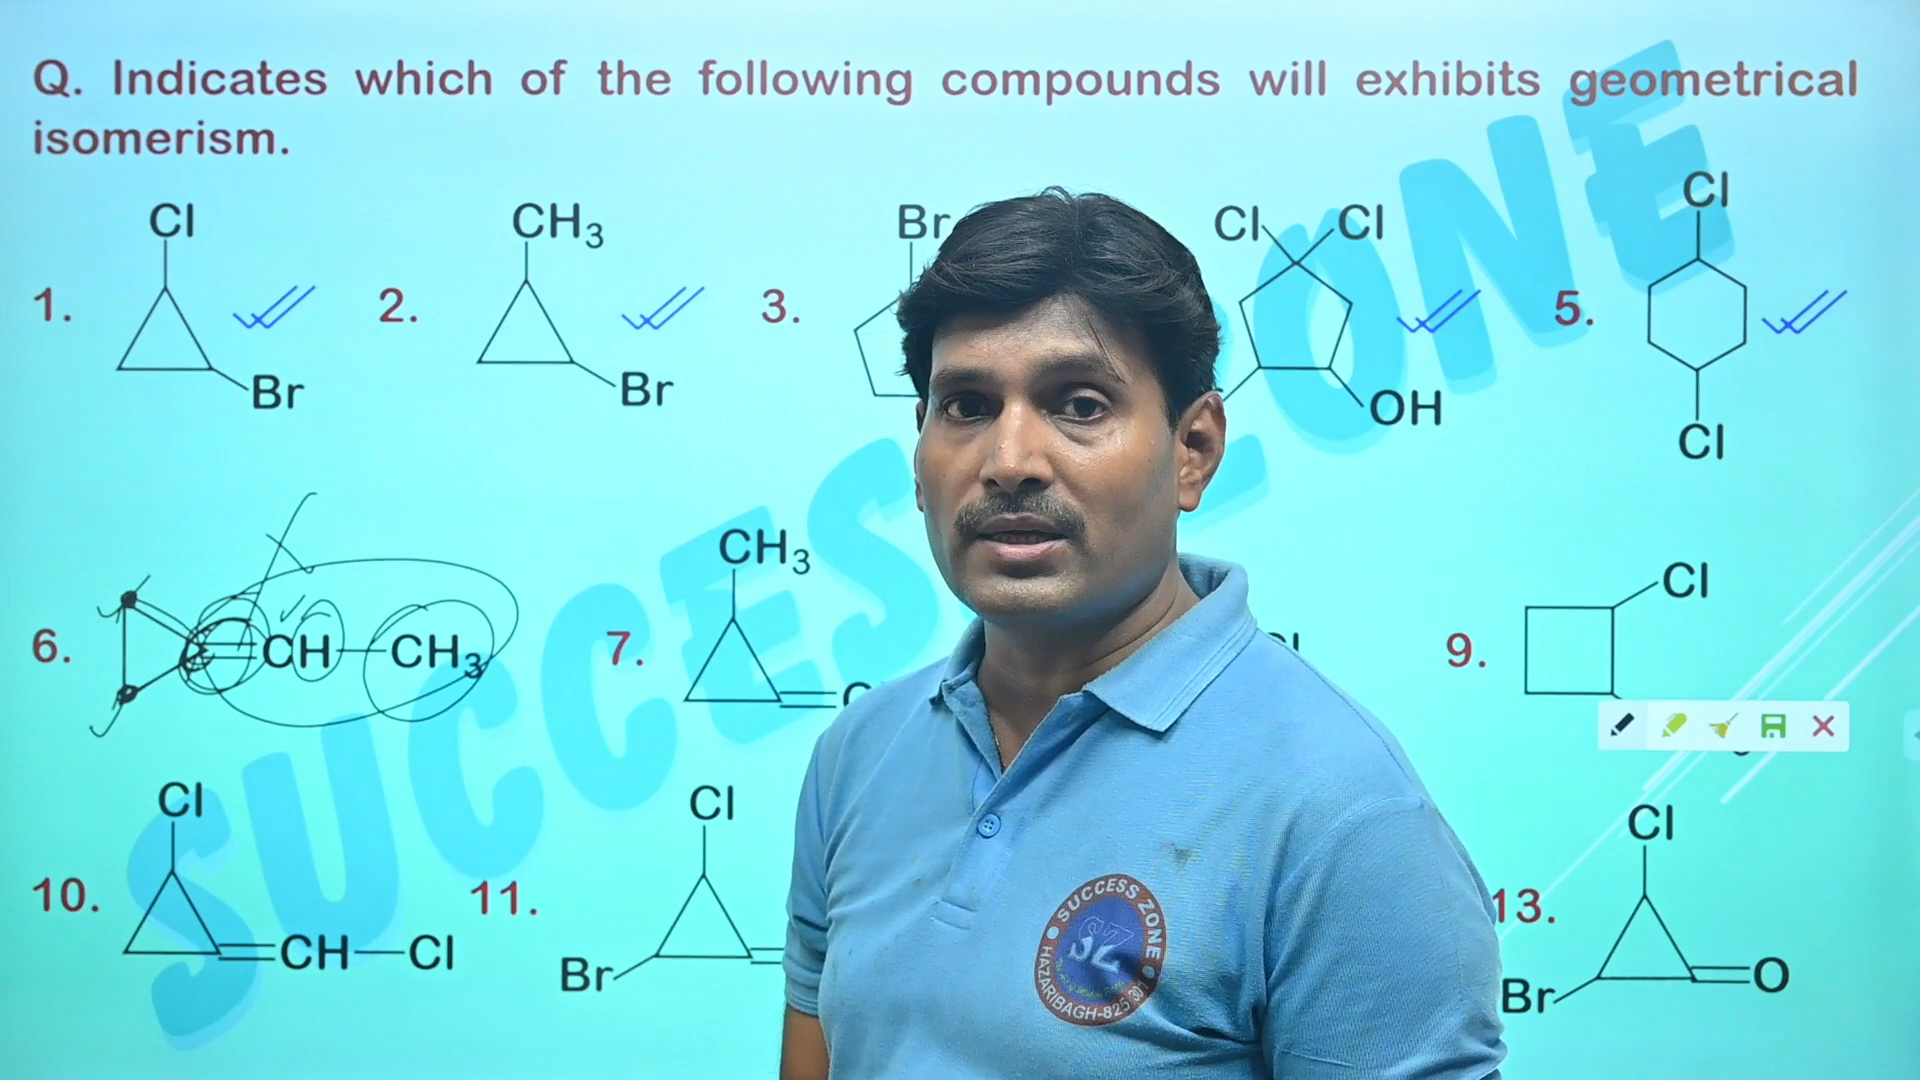 Q. Indicates which of the following compounds will exhibits geometrical
isomerism.
Cl
CH3
Br
Cl Cl
Cl
1.
2.
3.
5.
Br
Br
OH
Cl
CH3
Cl
6.
CH
CH3
7.
9.
Cl
Cl
Cl
10.
11.
13.
CH—Cl
Br
Br
O
SUCCESS ZONE
SUCCESS ZONE
SZ
HAZARIBAGH-825 301